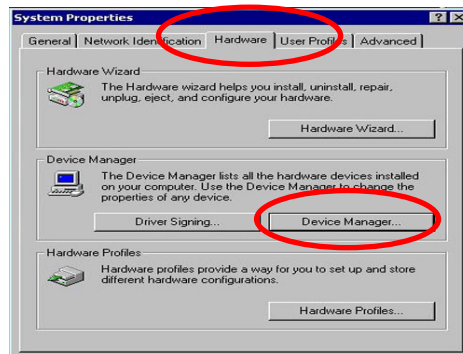 System Properties
General Network Identification Hardware User Profiles Advanced
Hardware Wizard
The Hardware wizard helps you install, uninstall, repair,
unplug, eject, and configure your hardware.
Hardware Wizard...
Device Manager
The Device Manager lists all the hardware devices installed
on your computer. Use the Device Manager to change the
properties of any device.
Driver Signing... Device Manager...
Hardware Profiles
Hardware profiles provide a way for you to set up and store
different hardware configurations.
Hardware Profiles...